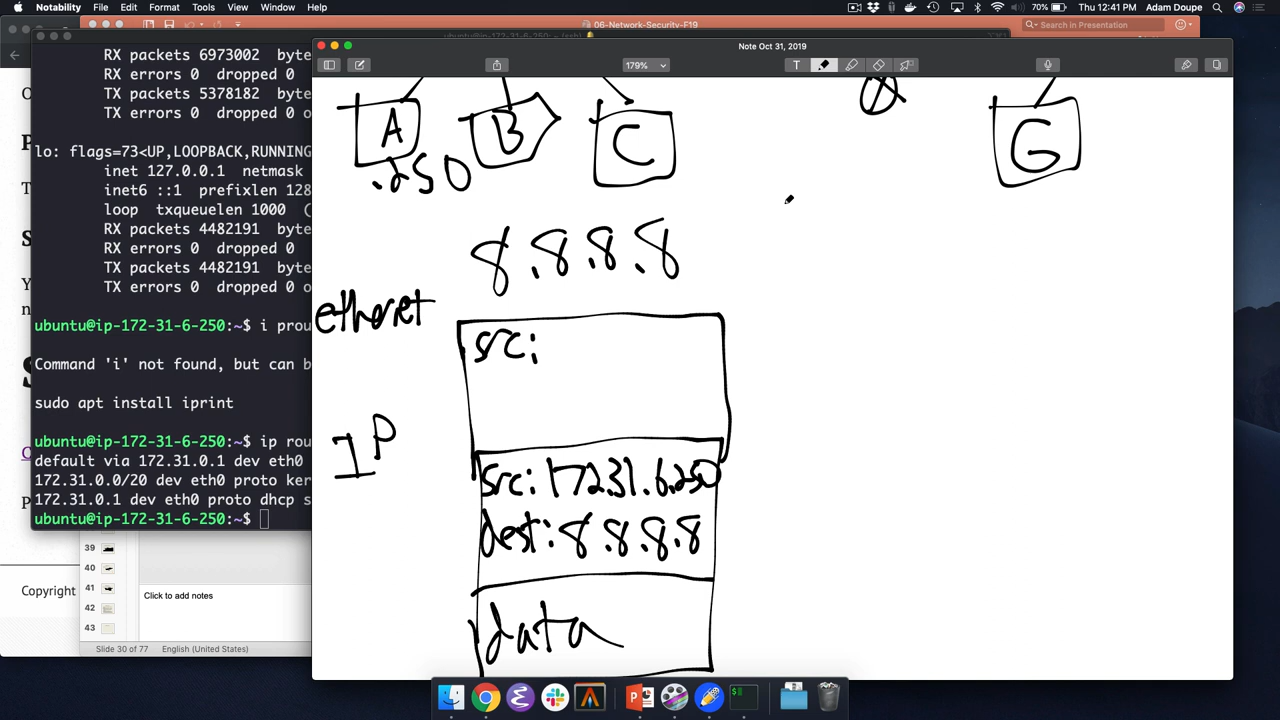 Notability File Edit Format Tools View Window Help 70% Thu 12:41 PM Adam Doupe
06-Network-Security-F19
Search in Presentation
RX packets 6973002 byte
RX errors 0 dropped 0
TX packets 5378182 byt
TX errors 0 dropped 0
lo: flags=73<UP,LOOPBACK,RUNNING
inet 127.0.0.1 netmask
inet6 ::1 prefixlen 128
loop txqueuelen 1000 (
RX packets 4482191 byte
RX errors 0 dropped 0
TX packets 4482191 byte
TX errors 0 dropped 0
ubuntu@ip-172-31-6-250:~$ i prou
Command 'i' not found, but can b
sudo apt install iprint
ubuntu@ip-172-31-6-250:~$ ip rou
default via 172.31.0.1 dev eth0
172.31.0.0/20 dev eth0 proto ker
172.31.0.1 dev eth0 proto dhcp s
ubuntu@ip-172-31-6-250:~$
39
40
41
42
43
Copyright
Click to add notes
Slide 30 of 77 English (United States)
Note Oct 31, 2019
179%
T
A B C G
.250
8.8.8.8
ethernet
src:
IP
src: 172.31.6.250
dest: 8.8.8.8
data